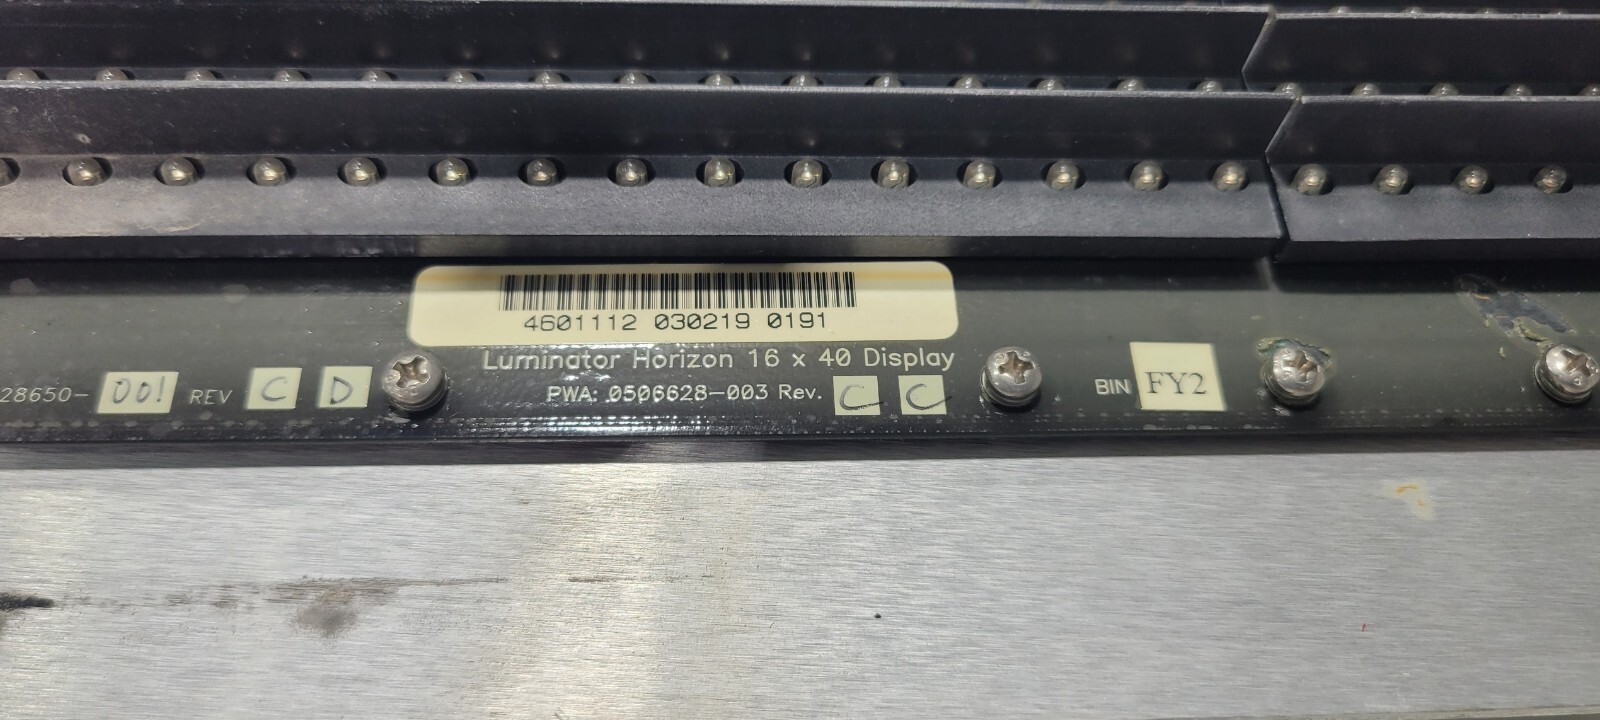 4601112 030219 0191
Luminator Horizon 16 x 40 Display
28650-001 REV C D
PWA: 0506628-003 Rev. C C
BIN FY2